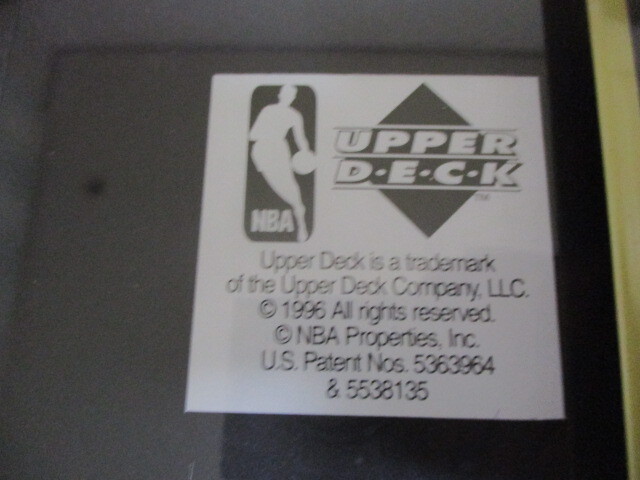 NBA
UPPER
D·E·C·K
TM
Upper Deck is a trademark
of the Upper Deck Company, LLC.
© 1996 All rights reserved.
© NBA Properties, Inc.
U.S. Patent Nos. 5363964
& 5538135